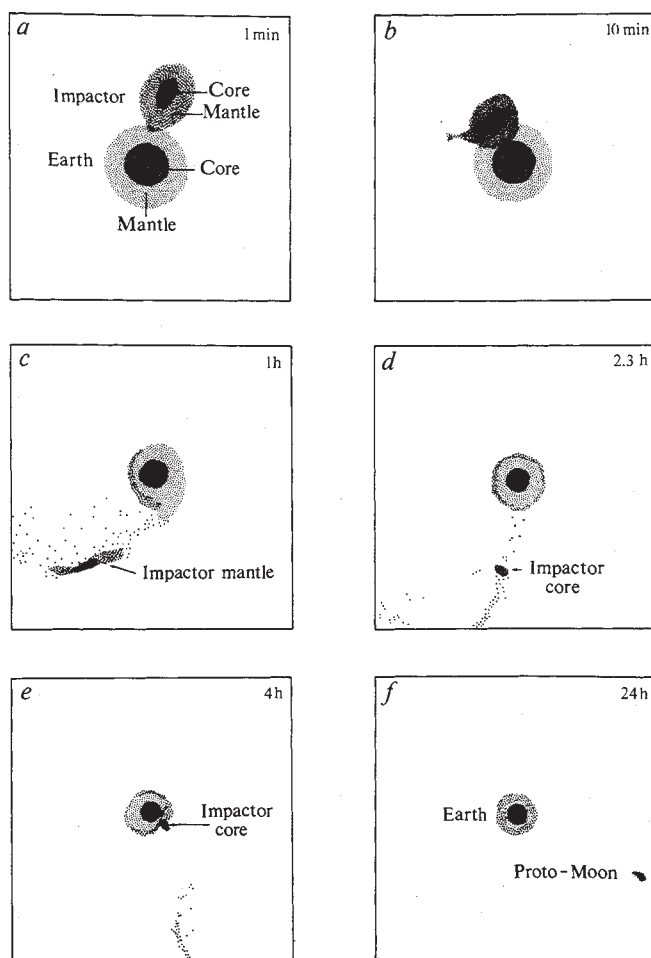 a
1 min
Impactor
Core
Mantle
Earth
Core
Mantle
b
10 min
c
1h
Impactor mantle
d
2.3 h
Impactor
core
e
4h
Impactor
core
f
24h
Earth
Proto-Moon